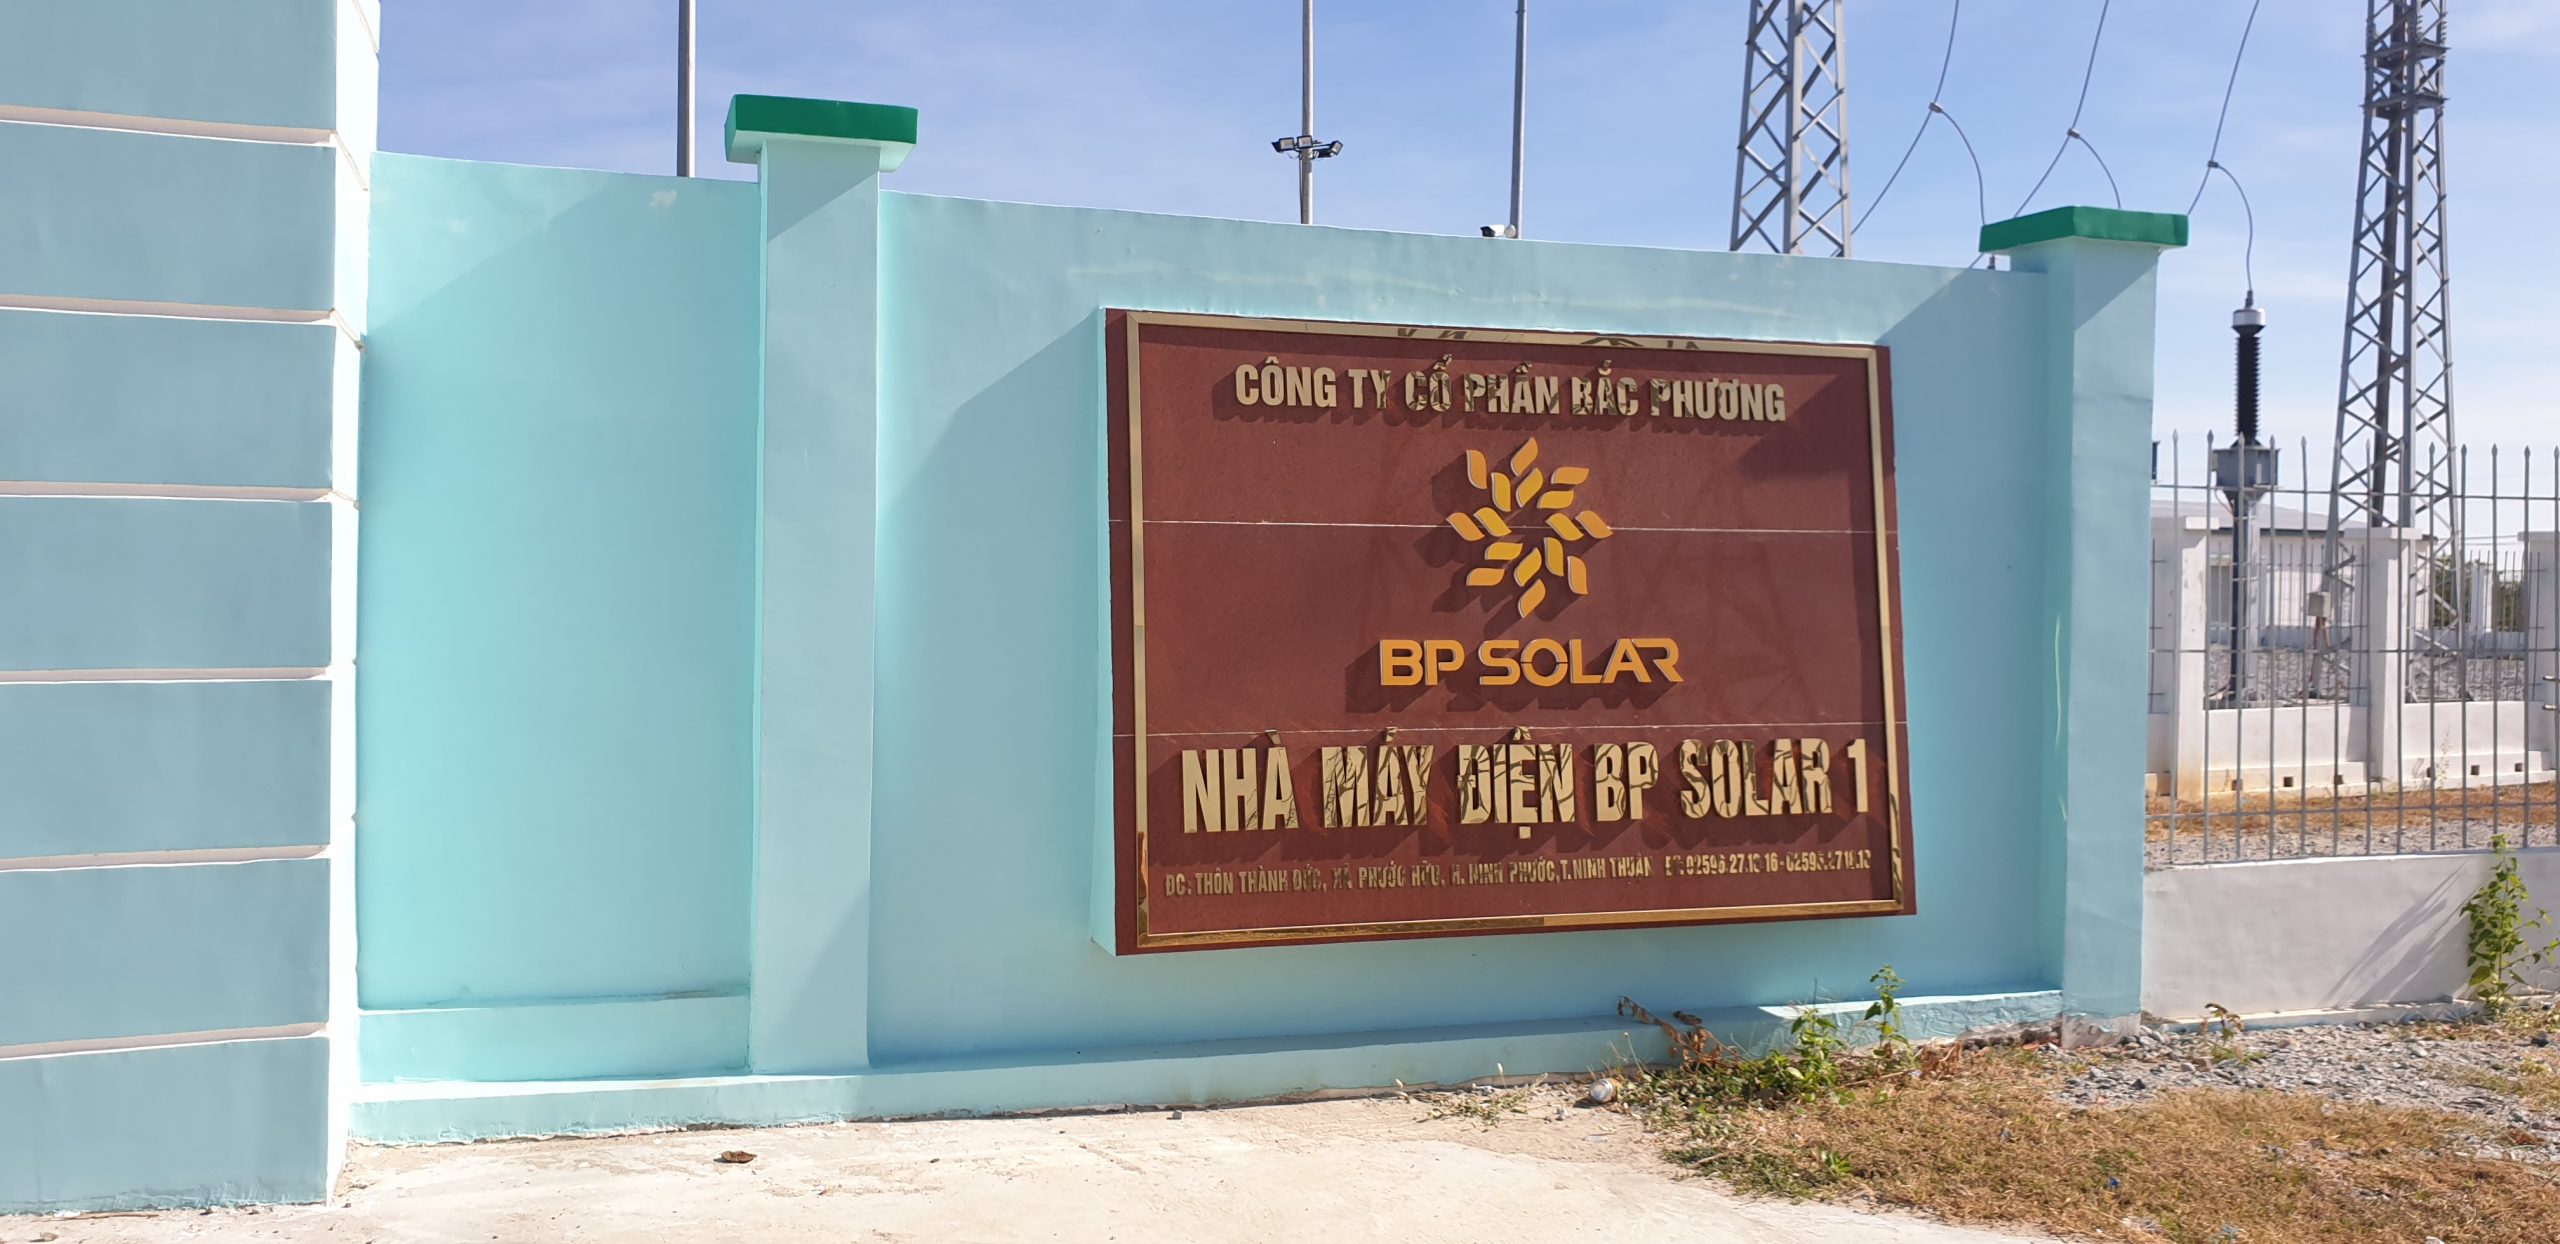 CÔNG TY CỔ PHẦN BẮC PHƯƠNG
BP SOLAR
NHÀ MÁY ĐIỆN BP SOLAR 1
ĐC: THÔN THÀNH ĐỨC, XÃ PHƯỚC HỮU, H. NINH PHƯỚC, T. NINH THUẬN